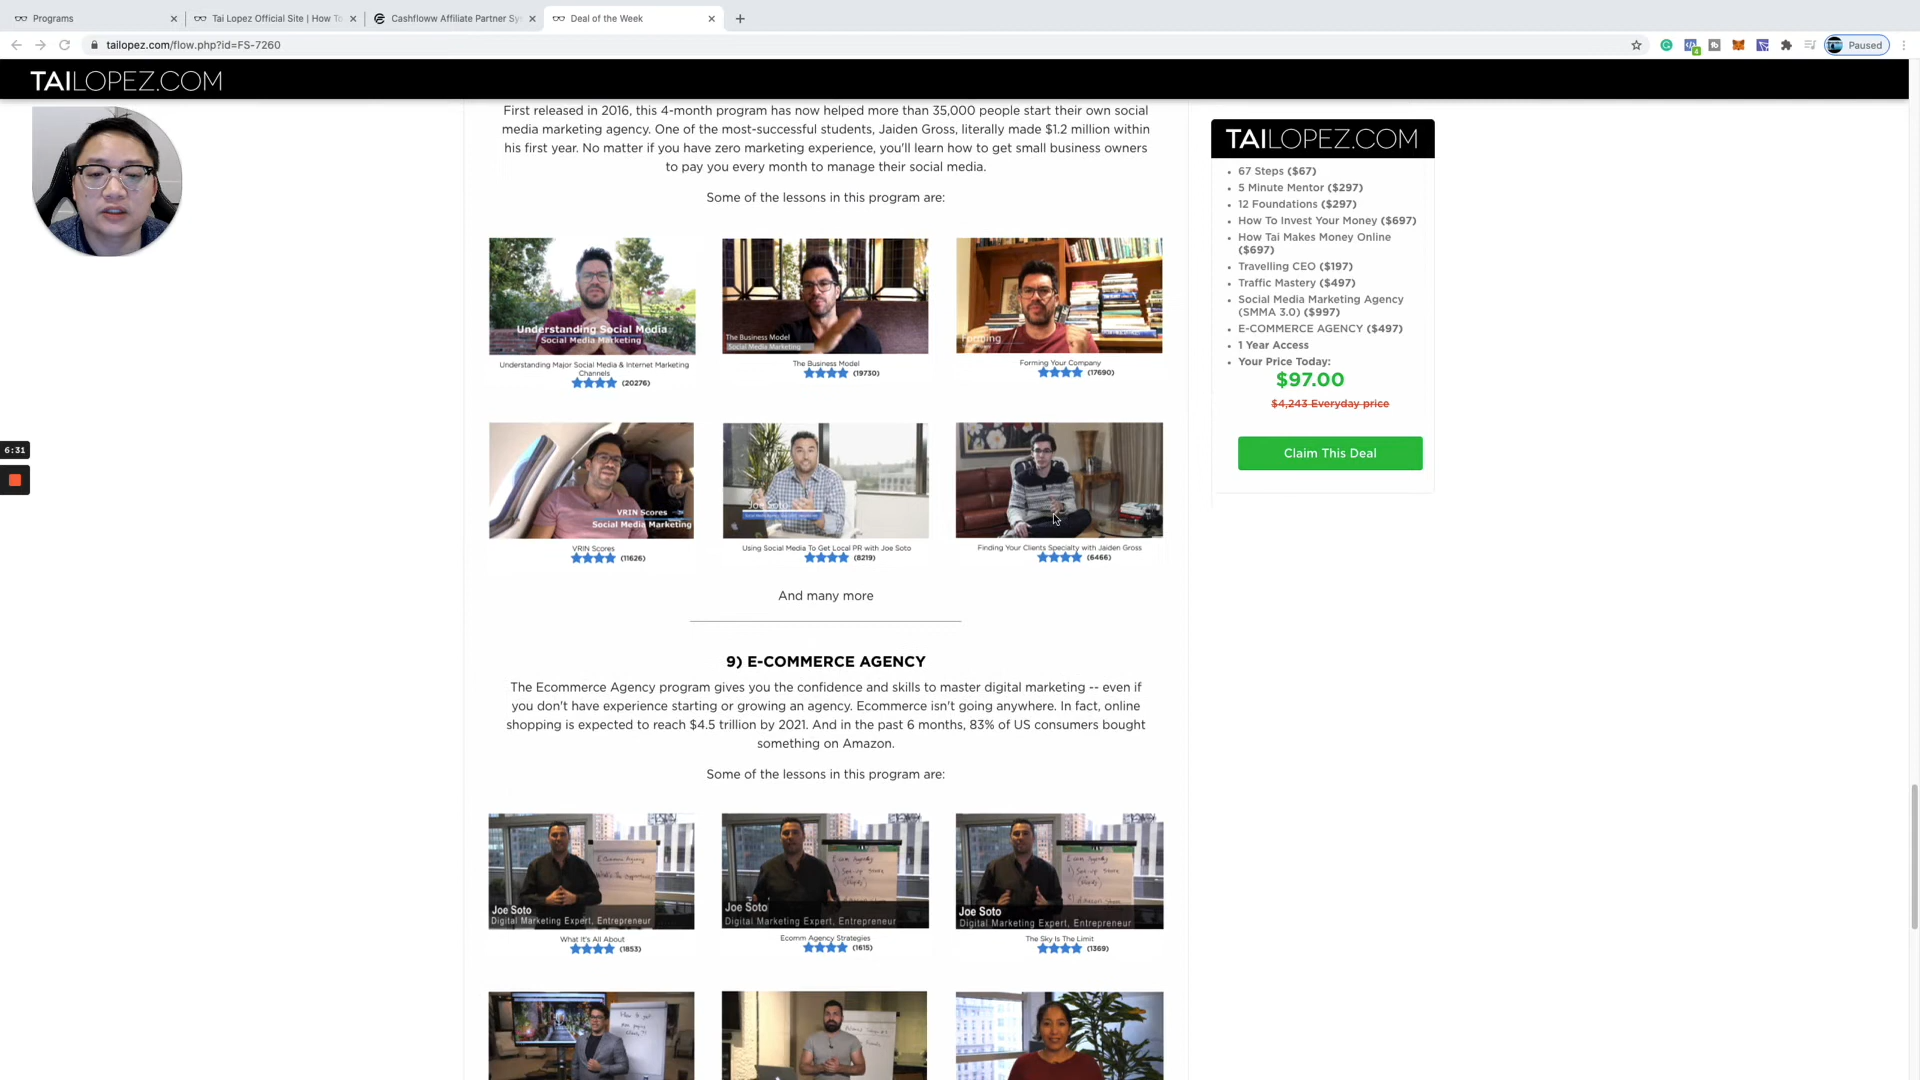 Programs
Tai Lopez Official Site | How To
Cashfloww Affiliate Partner Sy
Deal of the Week
tailopez.com/flow.php?id=FS-7260
4
Paused
TAILOPEZ.COM
6:31
First released in 2016, this 4-month program has now helped more than 35,000 people start their own social
media marketing agency. One of the most-successful students, Jaiden Gross, literally made $1.2 million within
his first year. No matter if you have zero marketing experience, you'll learn how to get small business owners
to pay you every month to manage their social media.
Some of the lessons in this program are:
Understanding Social Media
Social Media Marketing
The Business Model
Social Media Marketing
Forming
Understanding Major Social Media & Internet Marketing
Channels
(20276)
The Business Model
(19730)
Forming Your Company
(17690)
VRIN Scores
Social Media Marketing
Joe Soto
VRIN Scores
(11626)
Using Social Media To Get Local PR with Joe Soto
(8219)
Finding Your Clients Specialty with Jaiden Gross
(6466)
And many more
9) E-COMMERCE AGENCY
The Ecommerce Agency program gives you the confidence and skills to master digital marketing -- even if
you don't have experience starting or growing an agency. Ecommerce isn't going anywhere. In fact, online
shopping is expected to reach $4.5 trillion by 2021. And in the past 6 months, 83% of US consumers bought
something on Amazon.
Some of the lessons in this program are:
Joe Soto
Digital Marketing Expert, Entrepreneur
Joe Soto
Digital Marketing Expert, Entrepreneur
Joe Soto
Digital Marketing Expert, Entrepreneur
What It's All About
(1853)
Ecomm Agency Strategies
(1615)
The Sky Is The Limit
(1369)
TAILOPEZ.COM
67 Steps ($67)
5 Minute Mentor ($297)
12 Foundations ($297)
How To Invest Your Money ($697)
How Tai Makes Money Online
($697)
Travelling CEO ($197)
Traffic Mastery ($497)
Social Media Marketing Agency
(SMMA 3.0) ($997)
E-COMMERCE AGENCY ($497)
1 Year Access
Your Price Today:
$97.00
$4,243 Everyday price
Claim This Deal